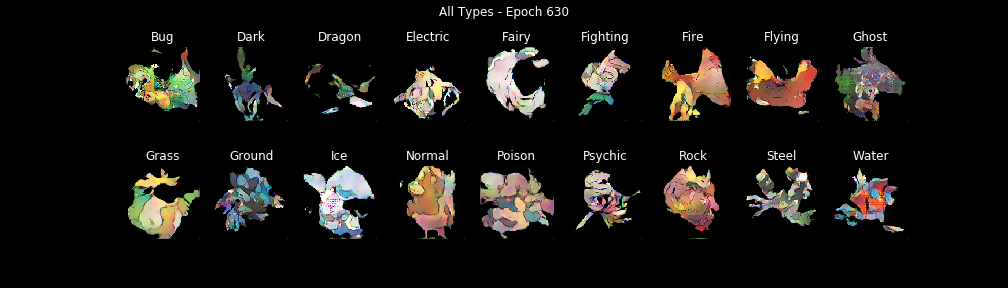 All Types - Epoch 630
Bug Dark Dragon Electric Fairy Fighting Fire Flying Ghost
Grass Ground Ice Normal Poison Psychic Rock Steel Water